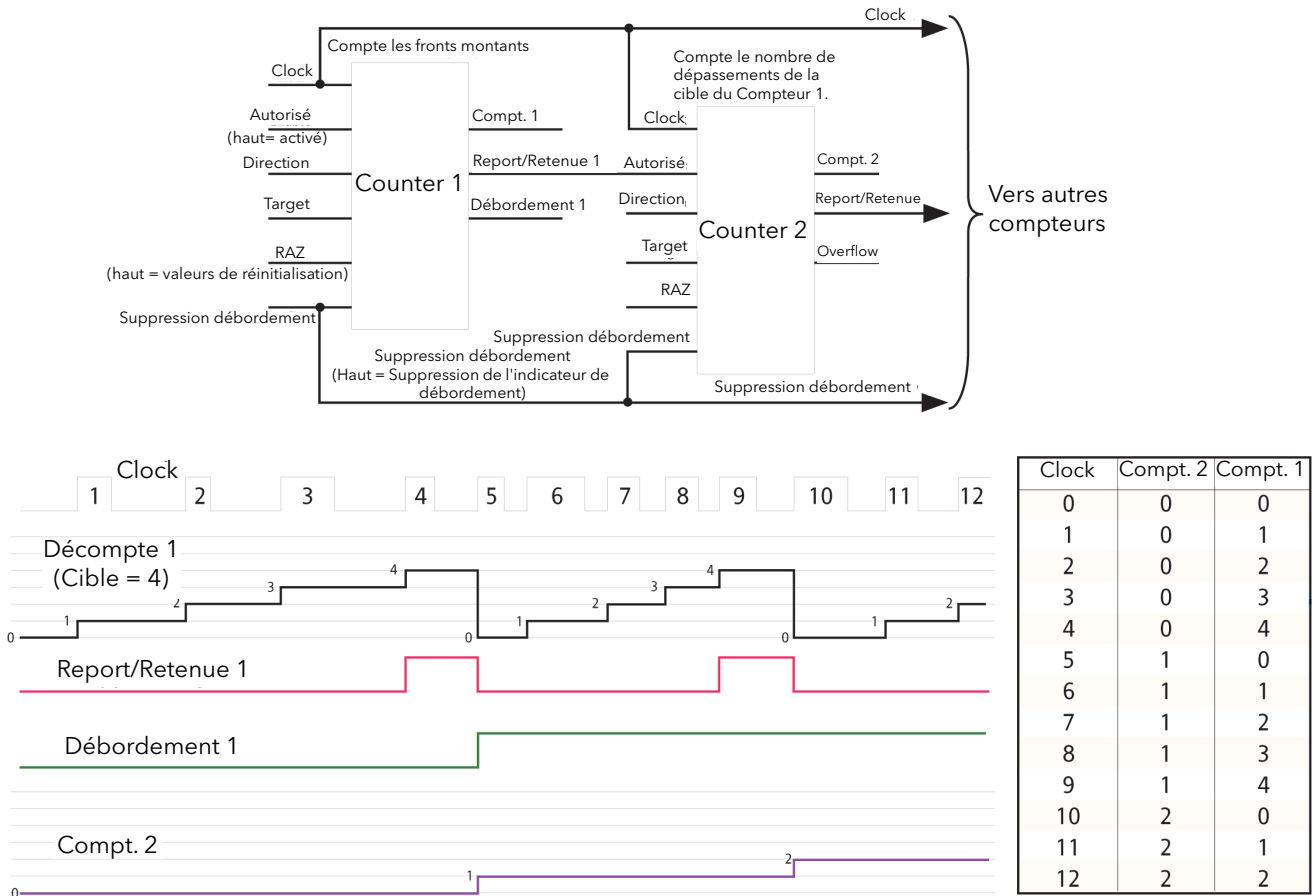 Clock
Compte les fronts montants
Clock
Autorisé
(haut= activé)
Direction
Target
RAZ
(haut = valeurs de réinitialisation)
Suppression débordement
Counter 1
Compt. 1
Report/Retenue 1
Débordement 1
Compte le nombre de
dépassements de la
cible du Compteur 1.
Clock
Autorisé
Direction
Target
RAZ
Suppression débordement
Counter 2
Compt. 2
Report/Retenue
Overflow
Vers autres
compteurs
Suppression débordement
(Haut = Suppression de l'indicateur de
débordement)
Suppression débordement
Clock
1 2 3 4 5 6 7 8 9 10 11 12
Décompte 1
(Cible = 4)
0 1 2 3 4 0 1 2 3 4 0 1 2
Report/Retenue 1
Débordement 1
Compt. 2
0 1 2
Clock Compt. 2 Compt. 1
0 0 0
1 0 1
2 0 2
3 0 3
4 0 4
5 1 0
6 1 1
7 1 2
8 1 3
9 1 4
10 2 0
11 2 1
12 2 2